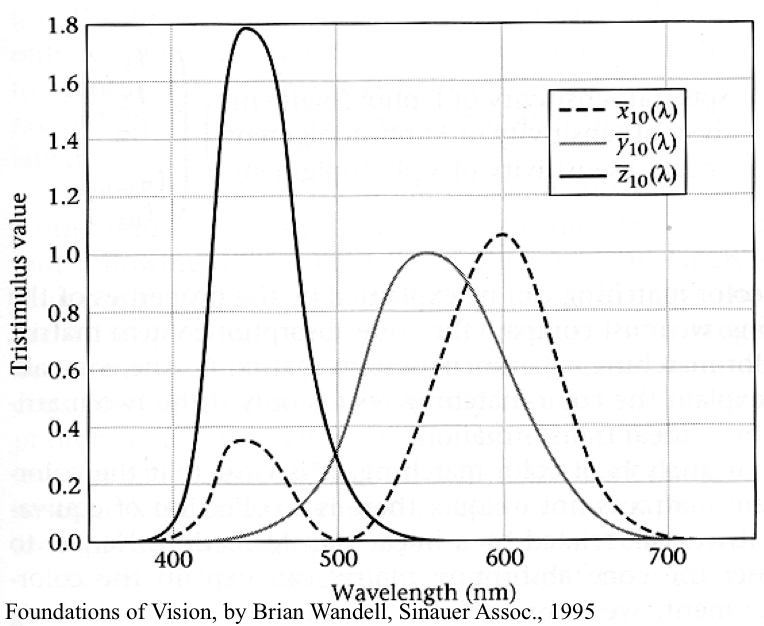 1.8
1.6
1.4
1.2
1.0
0.8
0.6
0.4
0.2
0.0
Tristimulus value
x̅₁₀(λ)
y̅₁₀(λ)
z̅₁₀(λ)
400 500 600 700
Wavelength (nm)
Foundations of Vision, by Brian Wandell, Sinauer Assoc., 1995